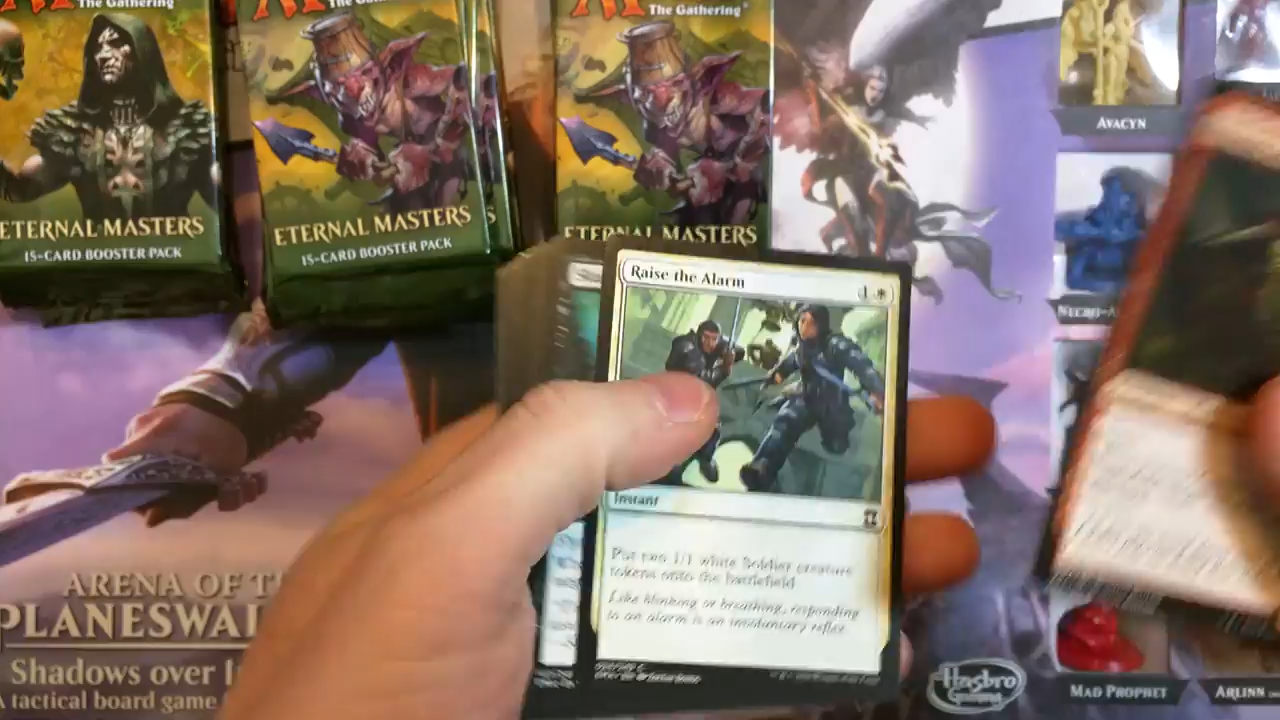 The Gathering
The Gathering
The Gathering®
ETERNAL MASTERS
15-CARD BOOSTER PACK
ETERNAL MASTERS
15-CARD BOOSTER PACK
ETERNAL MASTERS
AVACYN
Raise the Alarm
1
Instant
Put two 1/1 white Soldier creature
tokens onto the battlefield.
Like blinking or breathing, responding
to an alarm is an involuntary reflex.
ARENA OF
PLANESWAL
Shadows over
A tactical board game
Hasbro
Gaming
MAD PROPHET
ARLINN